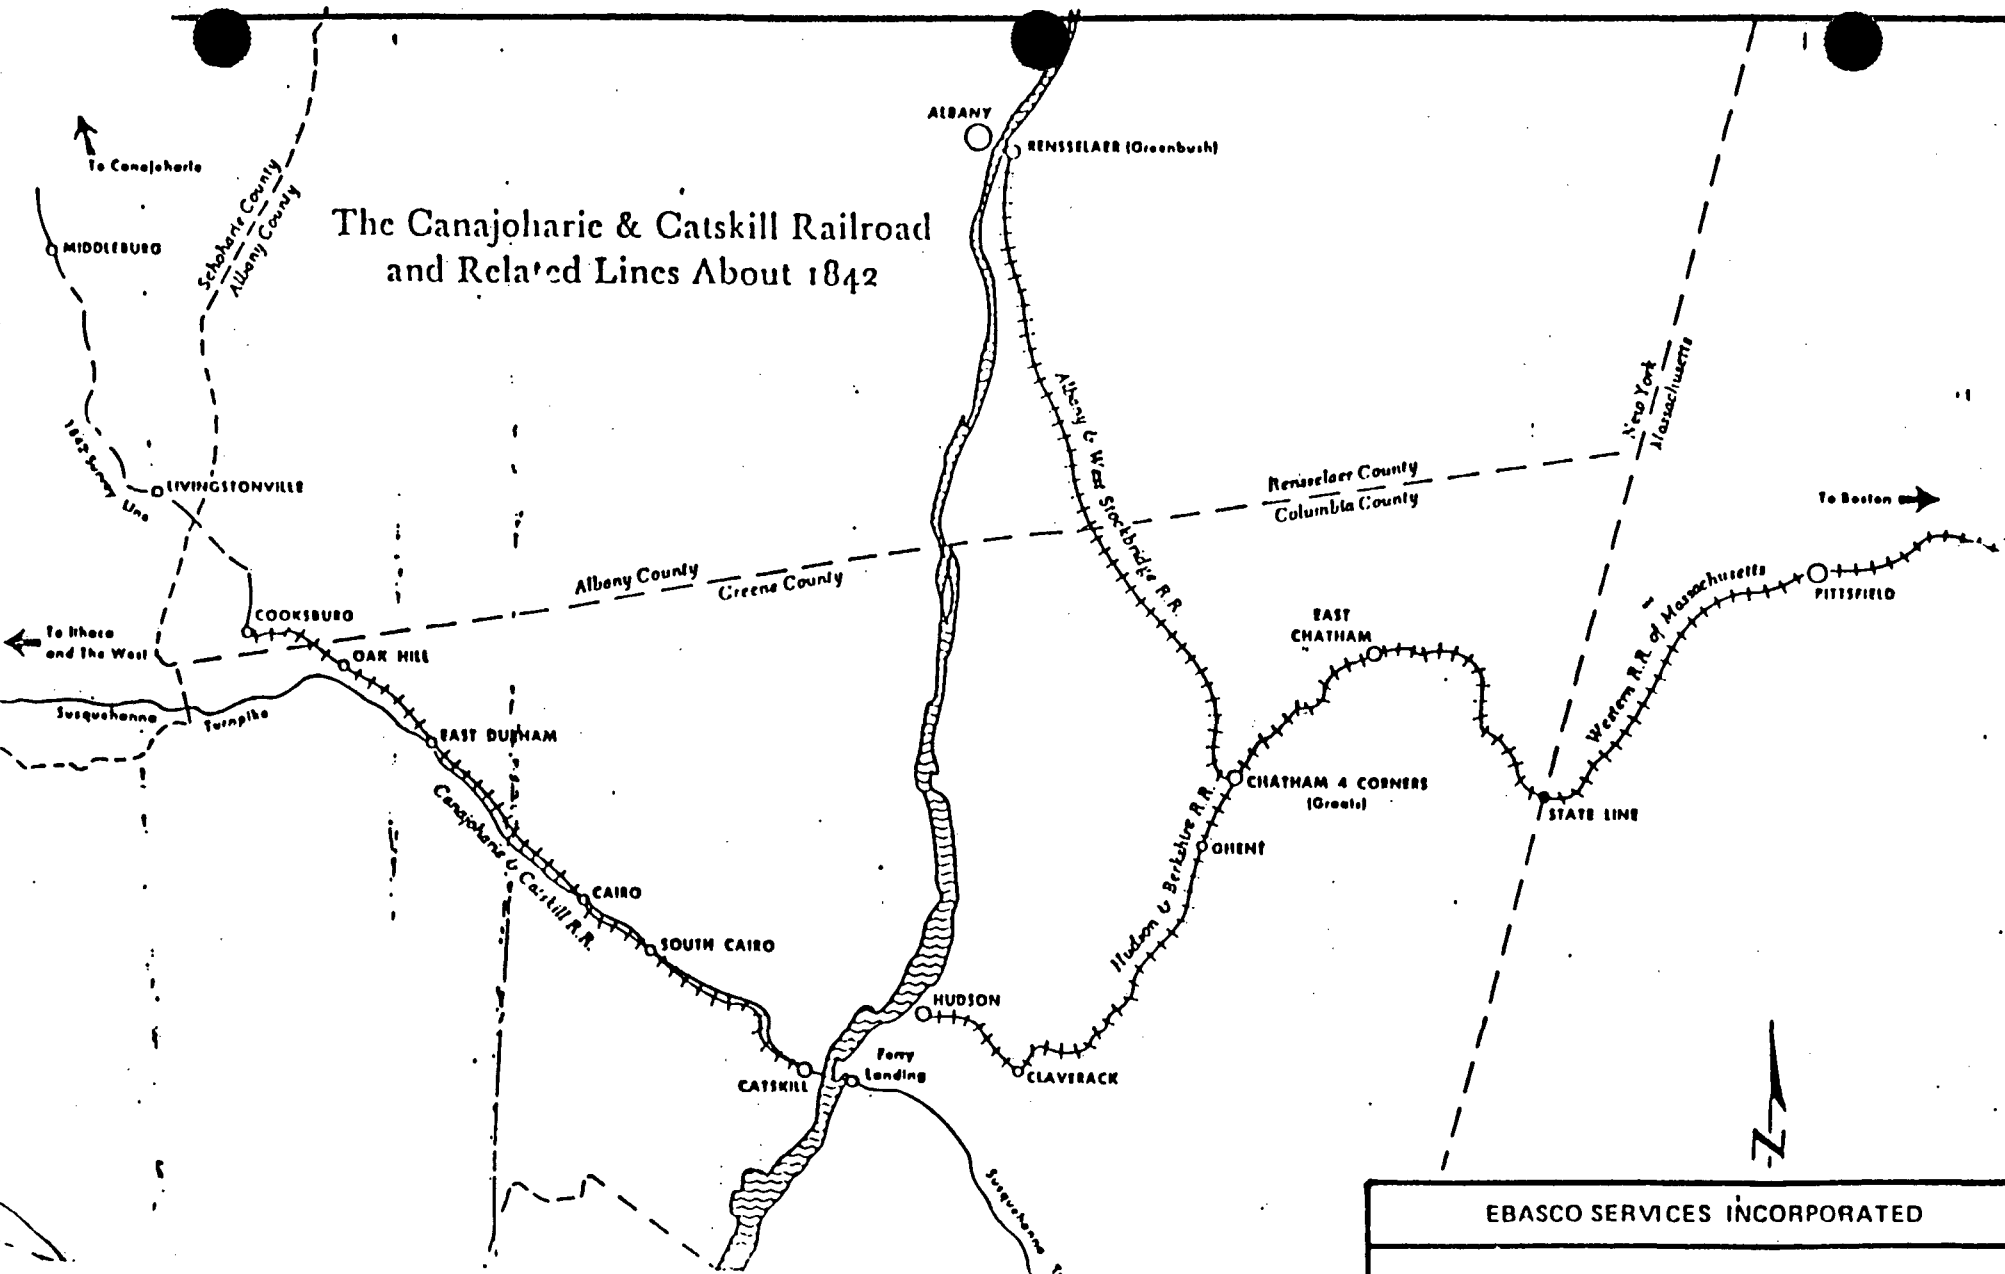 ALBANY
RENSSELAER (Greenbush)
To Canajoharie
Schoharie County
Albany County
The Canajoharie & Catskill Railroad
and Related Lines About 1842
MIDDLEBURG
New York
Massachusetts
Albany & West Stockbridge R.R.
1842 Survey Line
LIVINGSTONVILLE
Rensselaer County
Columbia County
To Boston
Albany County
Greene County
Western R.R. of Massachusetts
PITTSFIELD
COOKSBURG
EAST
CHATHAM
To Ithaca
and The West
OAK HILL
Susquehanna Turnpike
EAST DURHAM
CHATHAM 4 CORNERS
(Groats)
STATE LINE
Canajoharie & Catskill R.R.
Hudson & Berkshire R.R.
GHENT
CAIRO
SOUTH CAIRO
HUDSON
Ferry
Landing
CATSKILL
CLAVERACK
Susquehanna
N
EBASCO SERVICES INCORPORATED